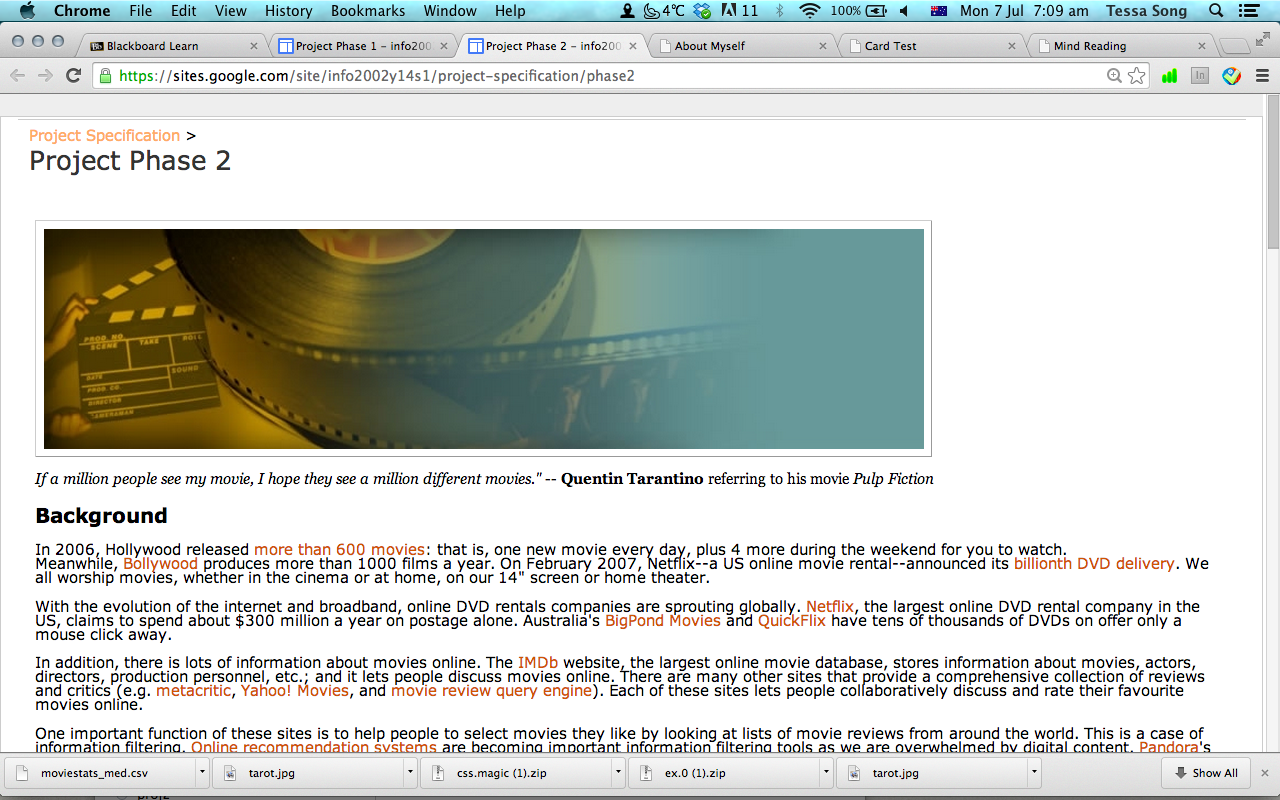 Chrome File Edit View History Bookmarks Window Help 4℃ 11 100% Mon 7 Jul 7:09 am Tessa Song
Bb Blackboard Learn Project Phase 1 – info200 Project Phase 2 – info200 About Myself Card Test Mind Reading
https://sites.google.com/site/info2002y14s1/project-specification/phase2 In
Project Specification >
Project Phase 2
PROD. NO
SCENE TAKE ROLL
DATE SOUND
PROD. CO.
DIRECTOR
CAMERAMAN
If a million people see my movie, I hope they see a million different movies." -- Quentin Tarantino referring to his movie Pulp Fiction
Background
In 2006, Hollywood released more than 600 movies: that is, one new movie every day, plus 4 more during the weekend for you to watch.
Meanwhile, Bollywood produces more than 1000 films a year. On February 2007, Netflix--a US online movie rental--announced its billionth DVD delivery. We
all worship movies, whether in the cinema or at home, on our 14" screen or home theater.
With the evolution of the internet and broadband, online DVD rentals companies are sprouting globally. Netflix, the largest online DVD rental company in the
US, claims to spend about $300 million a year on postage alone. Australia's BigPond Movies and QuickFlix have tens of thousands of DVDs on offer only a
mouse click away.
In addition, there is lots of information about movies online. The IMDb website, the largest online movie database, stores information about movies, actors,
directors, production personnel, etc.; and it lets people discuss movies online. There are many other sites that provide a comprehensive collection of reviews
and critics (e.g. metacritic, Yahoo! Movies, and movie review query engine). Each of these sites lets people collaboratively discuss and rate their favourite
movies online.
One important function of these sites is to help people to select movies they like by looking at lists of movie reviews from around the world. This is a case of
information filtering. Online recommendation systems are becoming important information filtering tools as we are overwhelmed by digital content. Pandora's
moviestats_med.csv tarot.jpg css.magic (1).zip ex.0 (1).zip tarot.jpg Show All